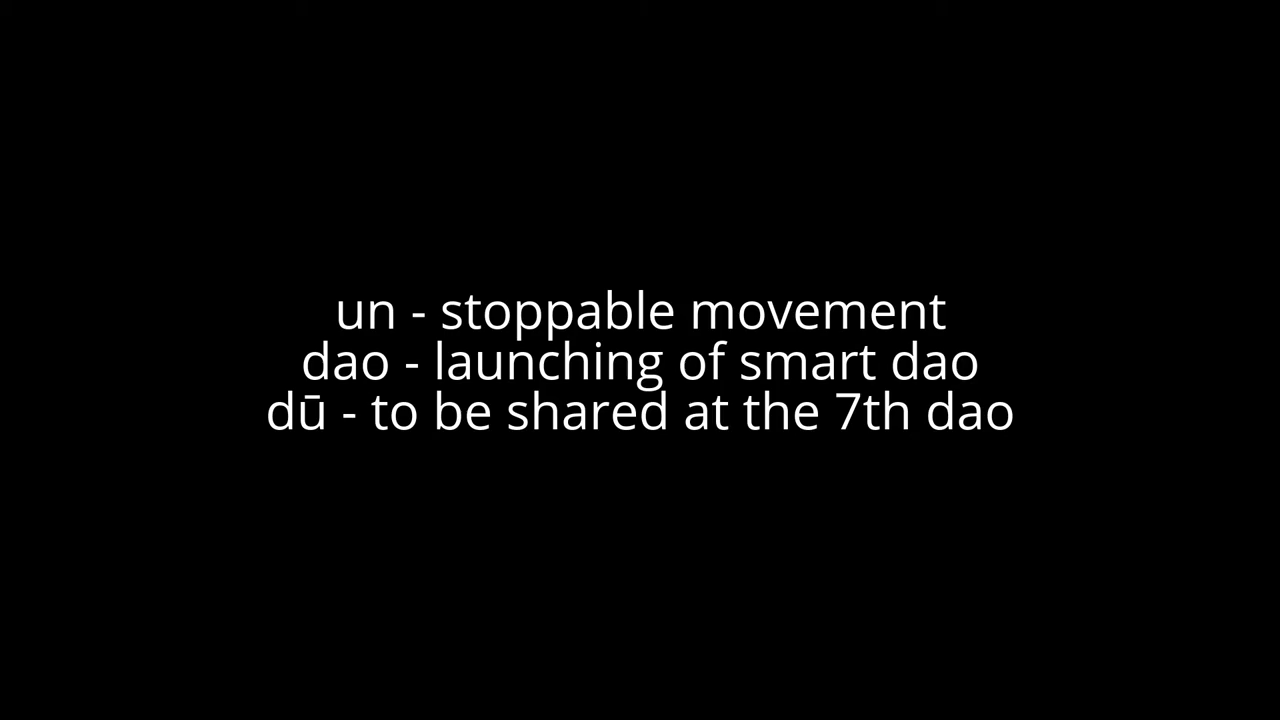 un - stoppable movement
dao - launching of smart dao
dū - to be shared at the 7th dao